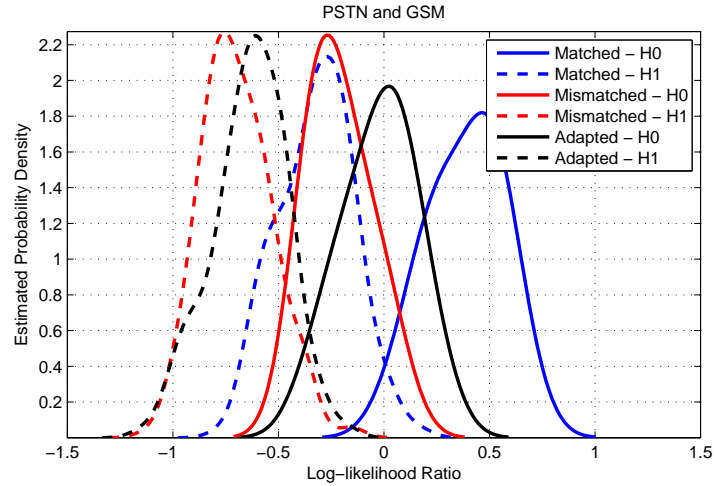 PSTN and GSM
Estimated Probability Density
2.2
2
1.8
1.6
1.4
1.2
1
0.8
0.6
0.4
0.2
Matched − H0
Matched − H1
Mismatched − H0
Mismatched − H1
Adapted − H0
Adapted − H1
−1.5
−1
−0.5
0
0.5
1
1.5
Log−likelihood Ratio